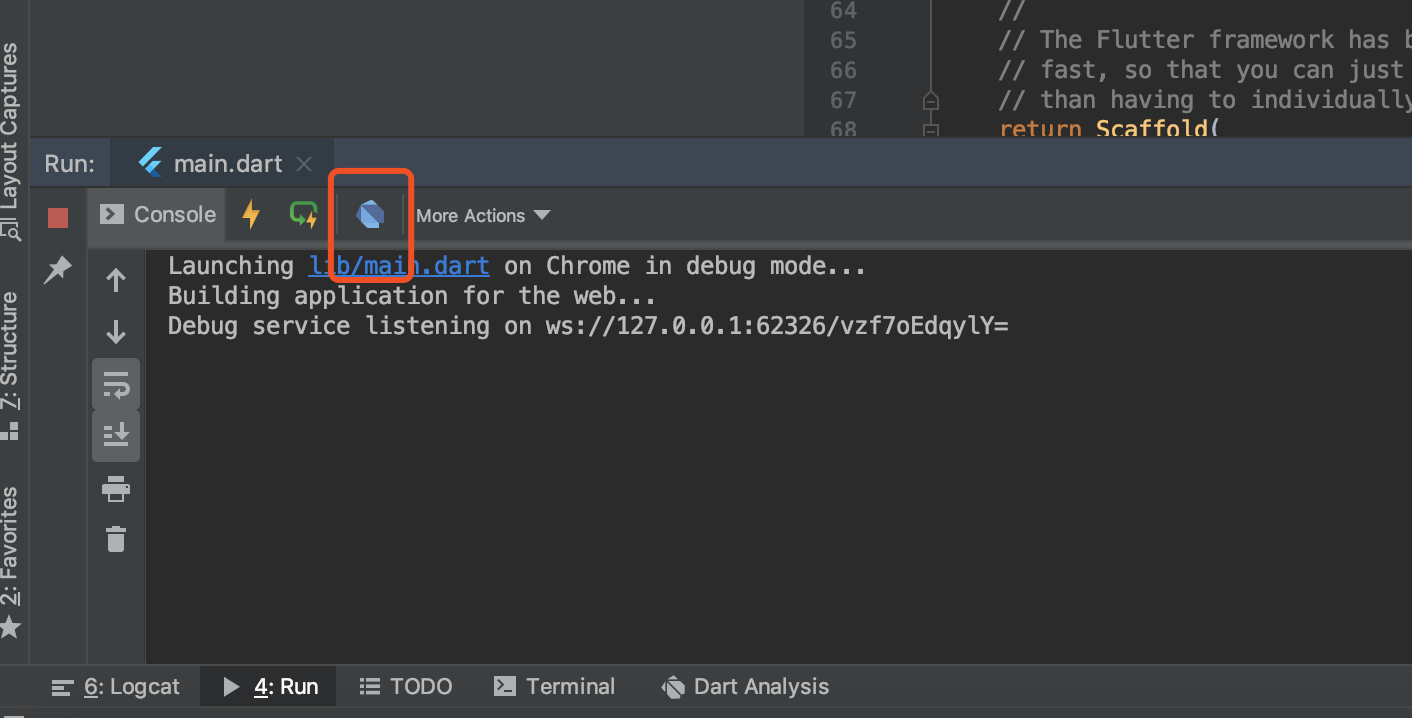 64 //
65 // The Flutter framework has b
66 // fast, so that you can just
67 // than having to individually
68 return Scaffold(
Layout Captures
7: Structure
2: Favorites
Run: main.dart
Console
More Actions
Launching lib/main.dart on Chrome in debug mode...
Building application for the web...
Debug service listening on ws://127.0.0.1:62326/vzf7oEdqylY=
6: Logcat 4: Run TODO Terminal Dart Analysis